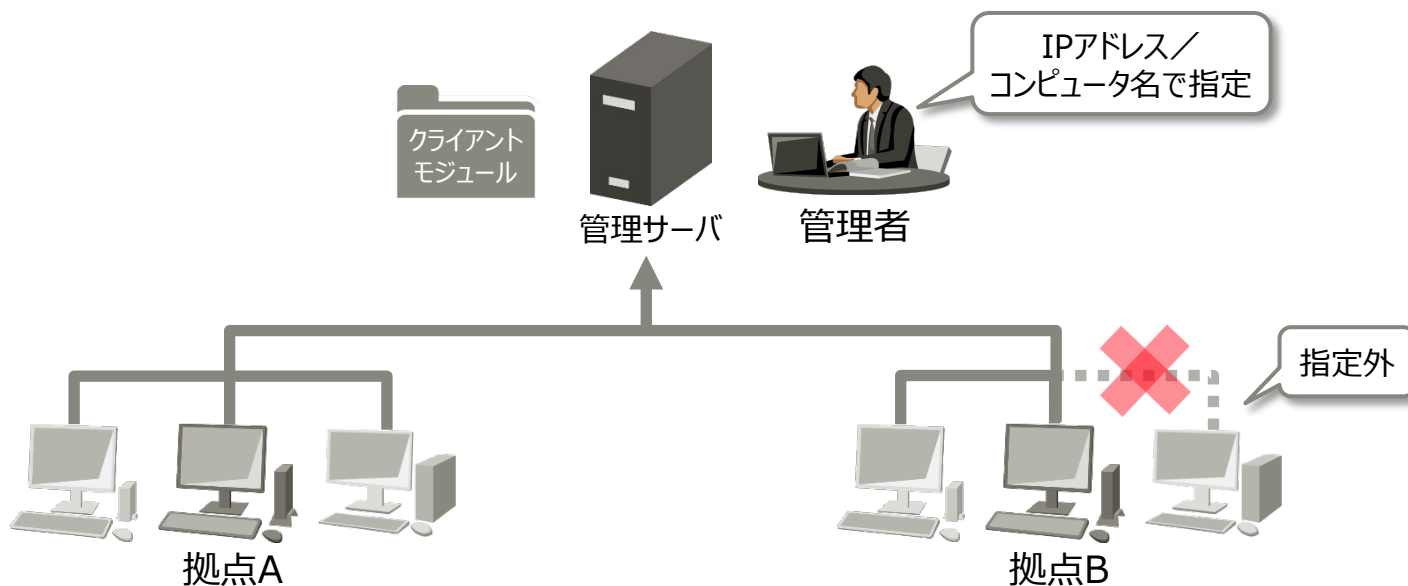 IPアドレス／
コンピュータ名で指定
クライアント
モジュール
管理サーバ
管理者
指定外
拠点A
拠点B